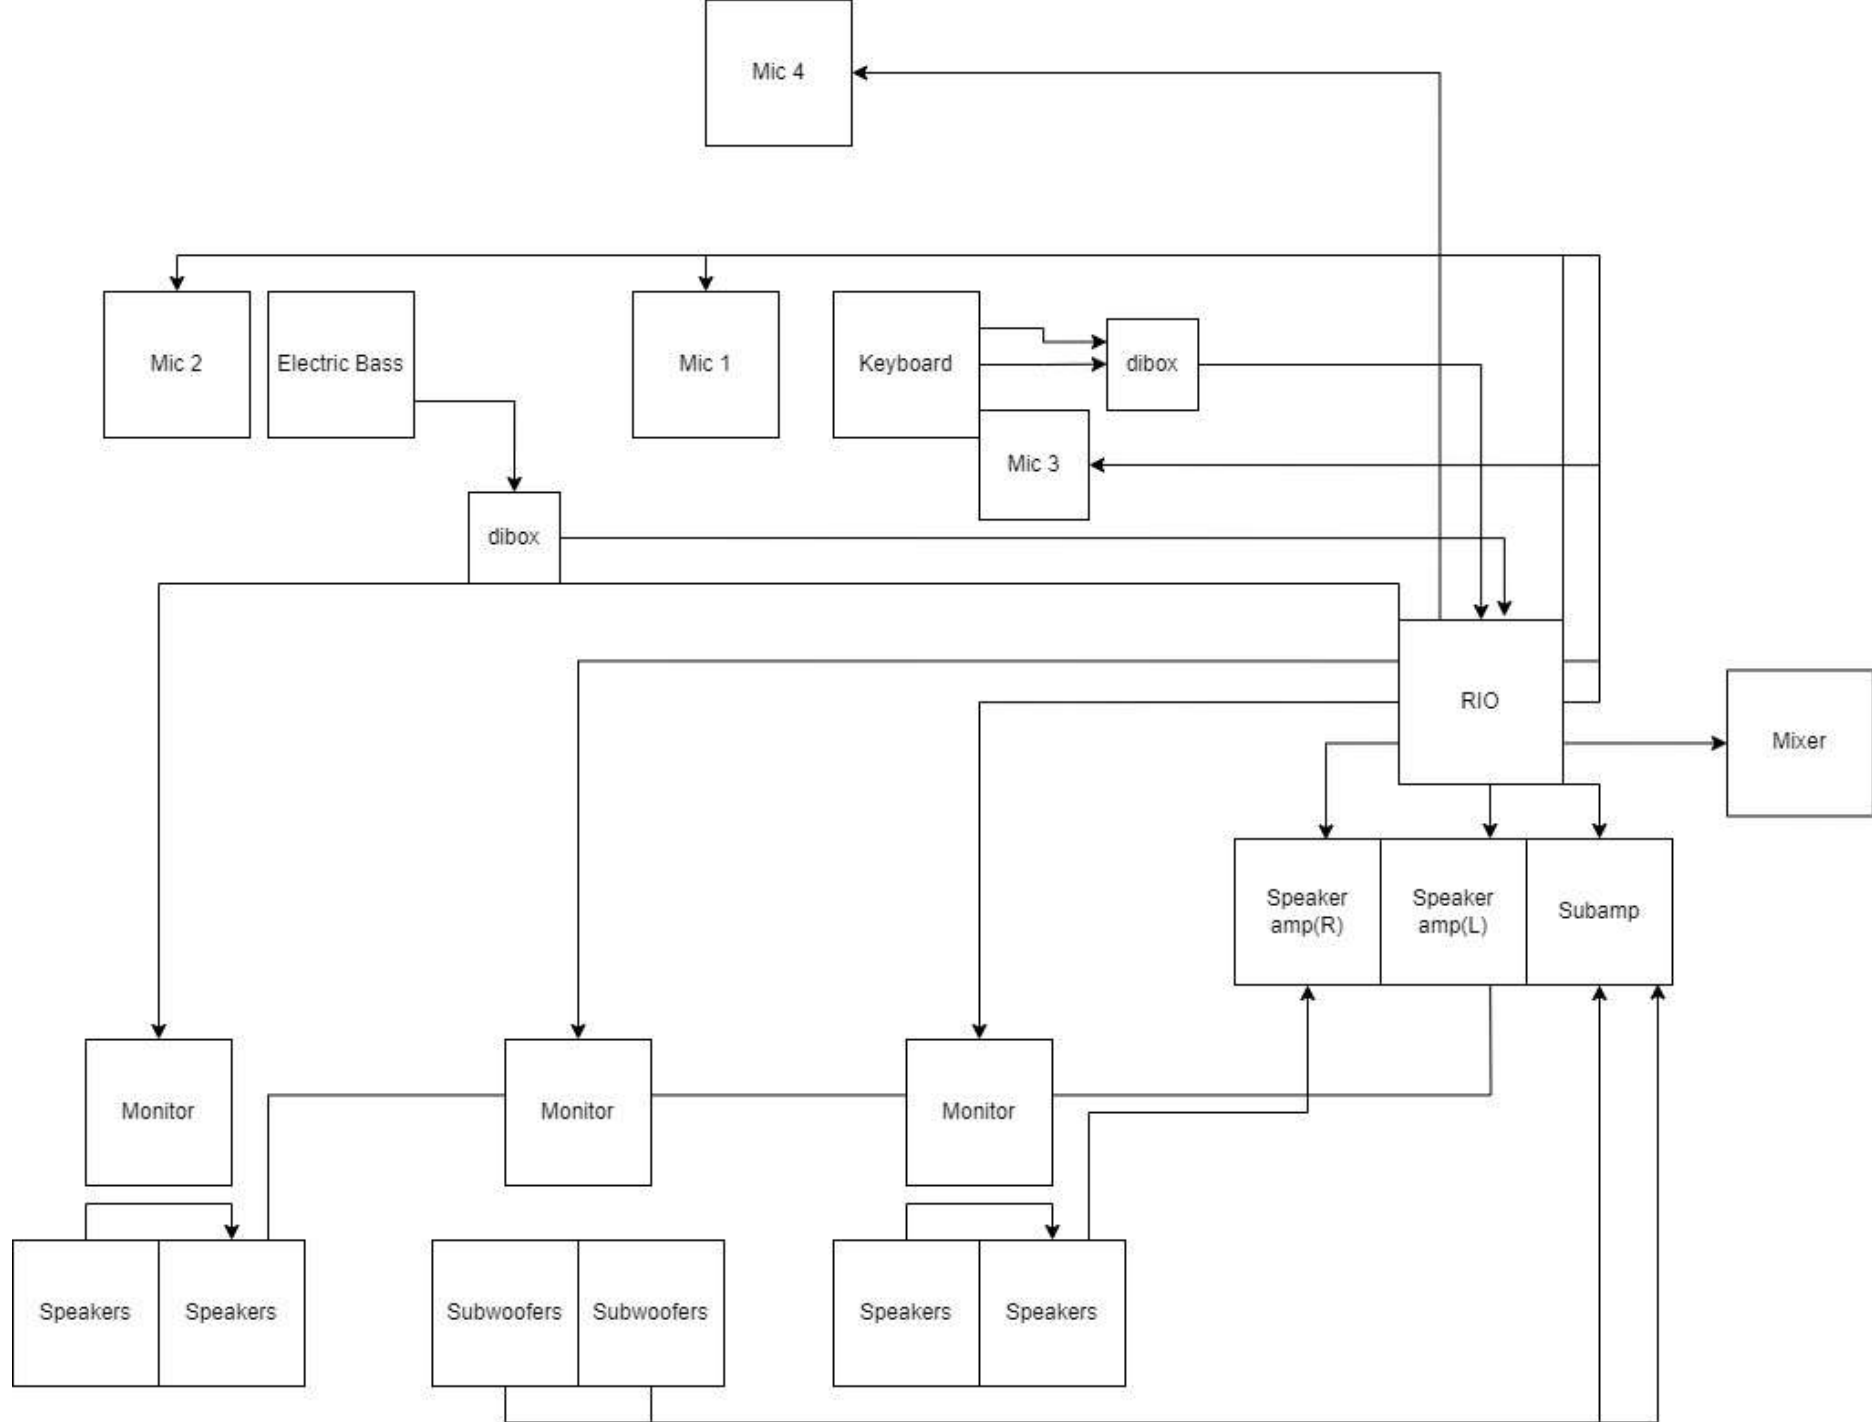 Mic 4
Mic 2
Electric Bass
Mic 1
Keyboard
dibox
Mic 3
dibox
RIO
Mixer
Speaker
amp(R)
Speaker
amp(L)
Subamp
Monitor
Monitor
Monitor
Speakers
Speakers
Subwoofers
Subwoofers
Speakers
Speakers